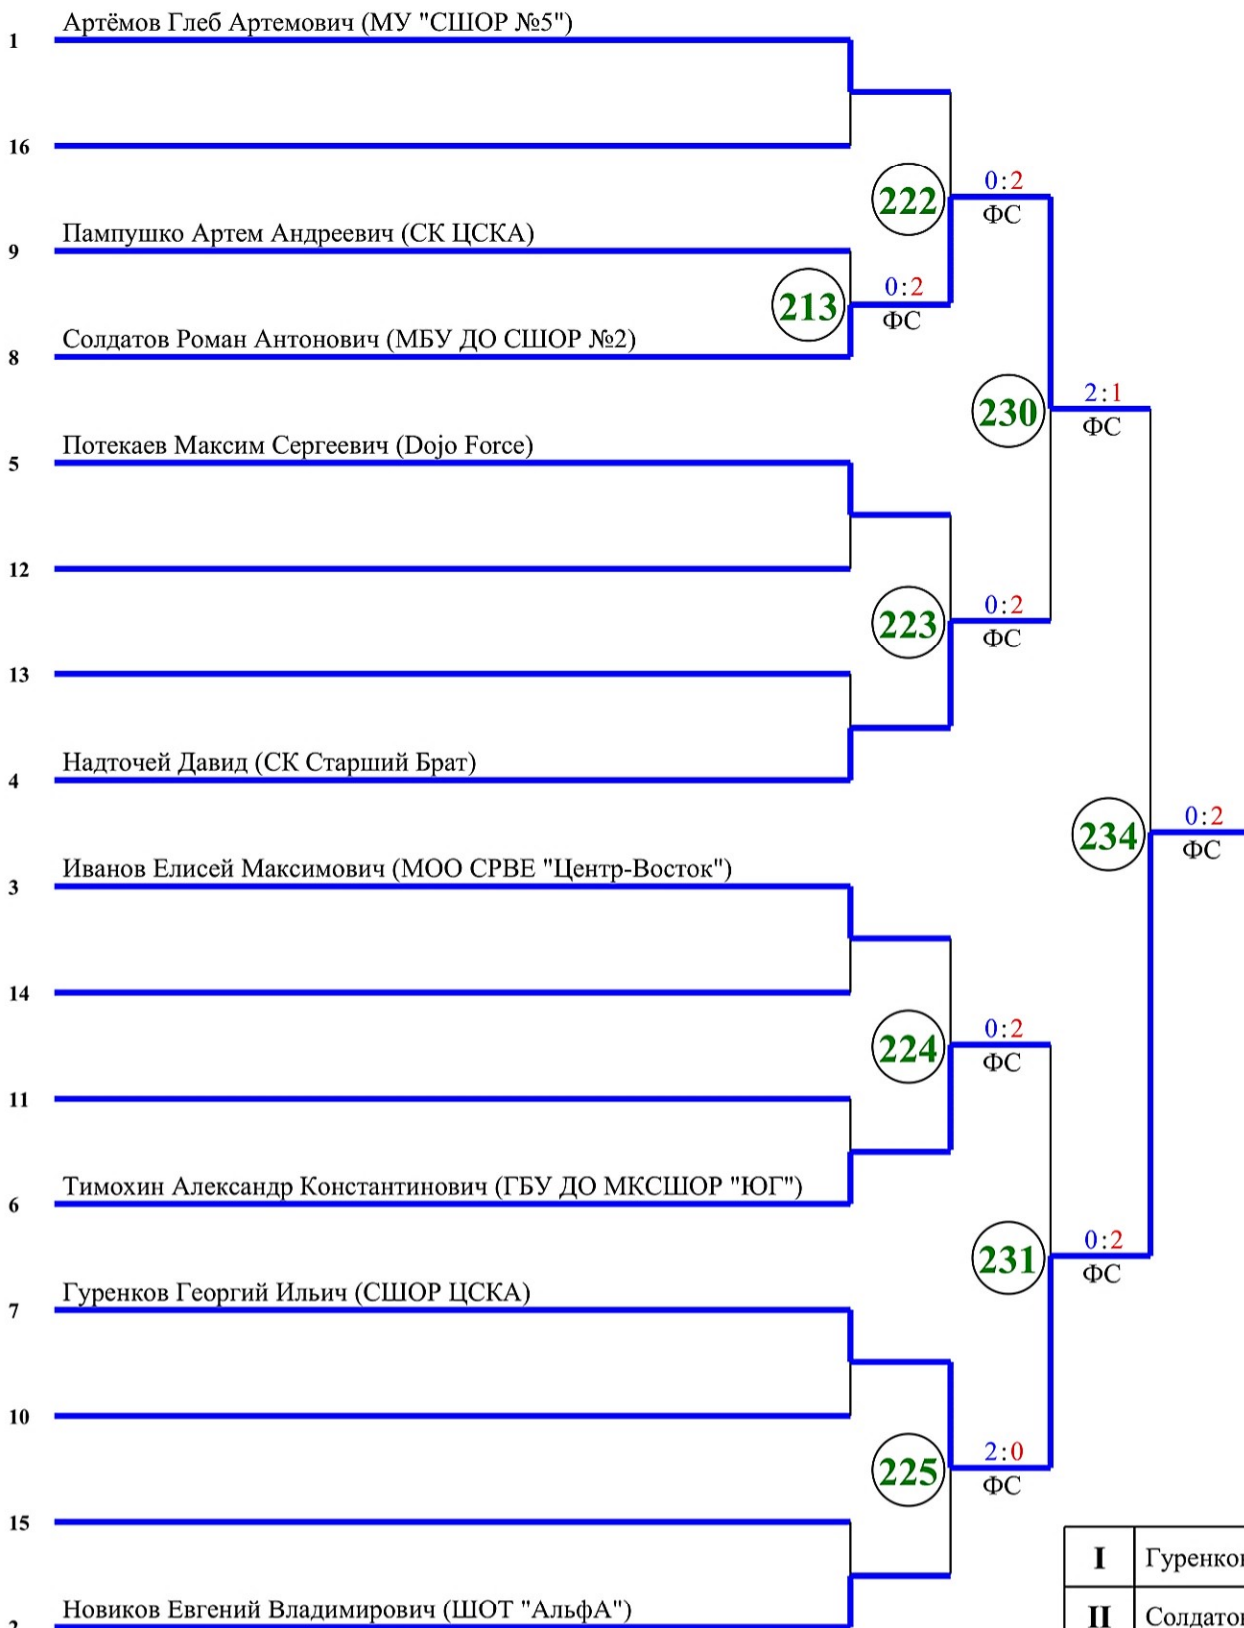 Артёмов Глеб Артемович (МУ "СШОР №5")
1
16
222
0:2
ФС
Пампушко Артем Андреевич (СК ЦСКА)
9
213
0:2
ФС
Солдатов Роман Антонович (МБУ ДО СШОР №2)
8
230
2:1
ФС
Потекаев Максим Сергеевич (Dojo Force)
5
12
223
0:2
ФС
13
Надточей Давид (СК Старший Брат)
4
234
0:2
ФС
Иванов Елисей Максимович (МОО СРВЕ "Центр-Восток")
3
14
224
0:2
ФС
11
Тимохин Александр Константинович (ГБУ ДО МКСШОР "ЮГ")
6
231
0:2
ФС
Гуренков Георгий Ильич (СШОР ЦСКА)
7
10
225
2:0
ФС
15
I Гуренков
Новиков Евгений Владимирович (ШОТ "АльфА")
II Солдатов